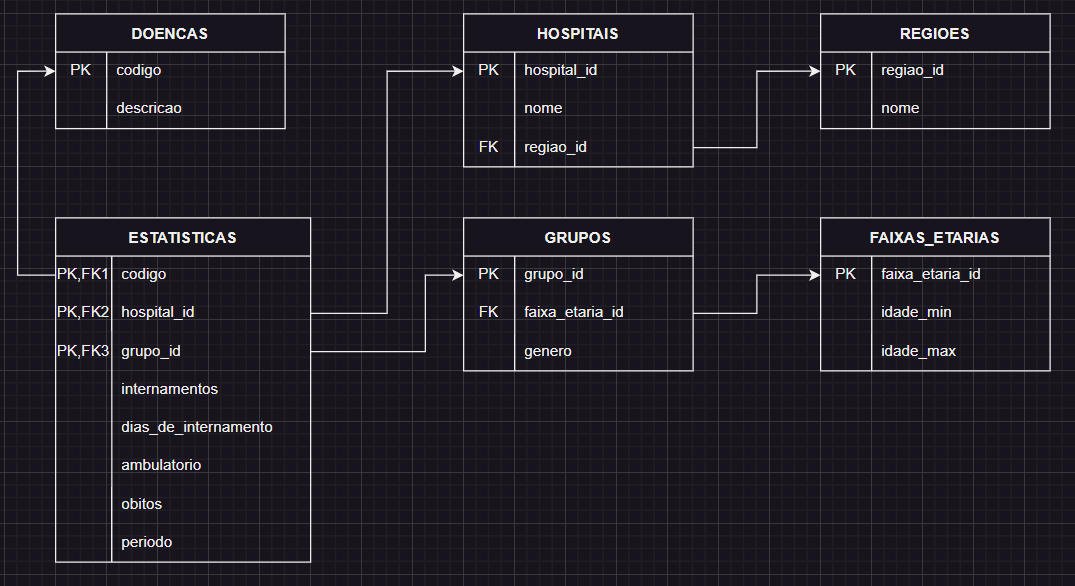 DOENCAS
PK codigo
descricao
HOSPITAIS
PK hospital_id
nome
FK regiao_id
REGIOES
PK regiao_id
nome
ESTATISTICAS
PK,FK1 codigo
PK,FK2 hospital_id
PK,FK3 grupo_id
internamentos
dias_de_internamento
ambulatorio
obitos
periodo
GRUPOS
PK grupo_id
FK faixa_etaria_id
genero
FAIXAS_ETARIAS
PK faixa_etaria_id
idade_min
idade_max